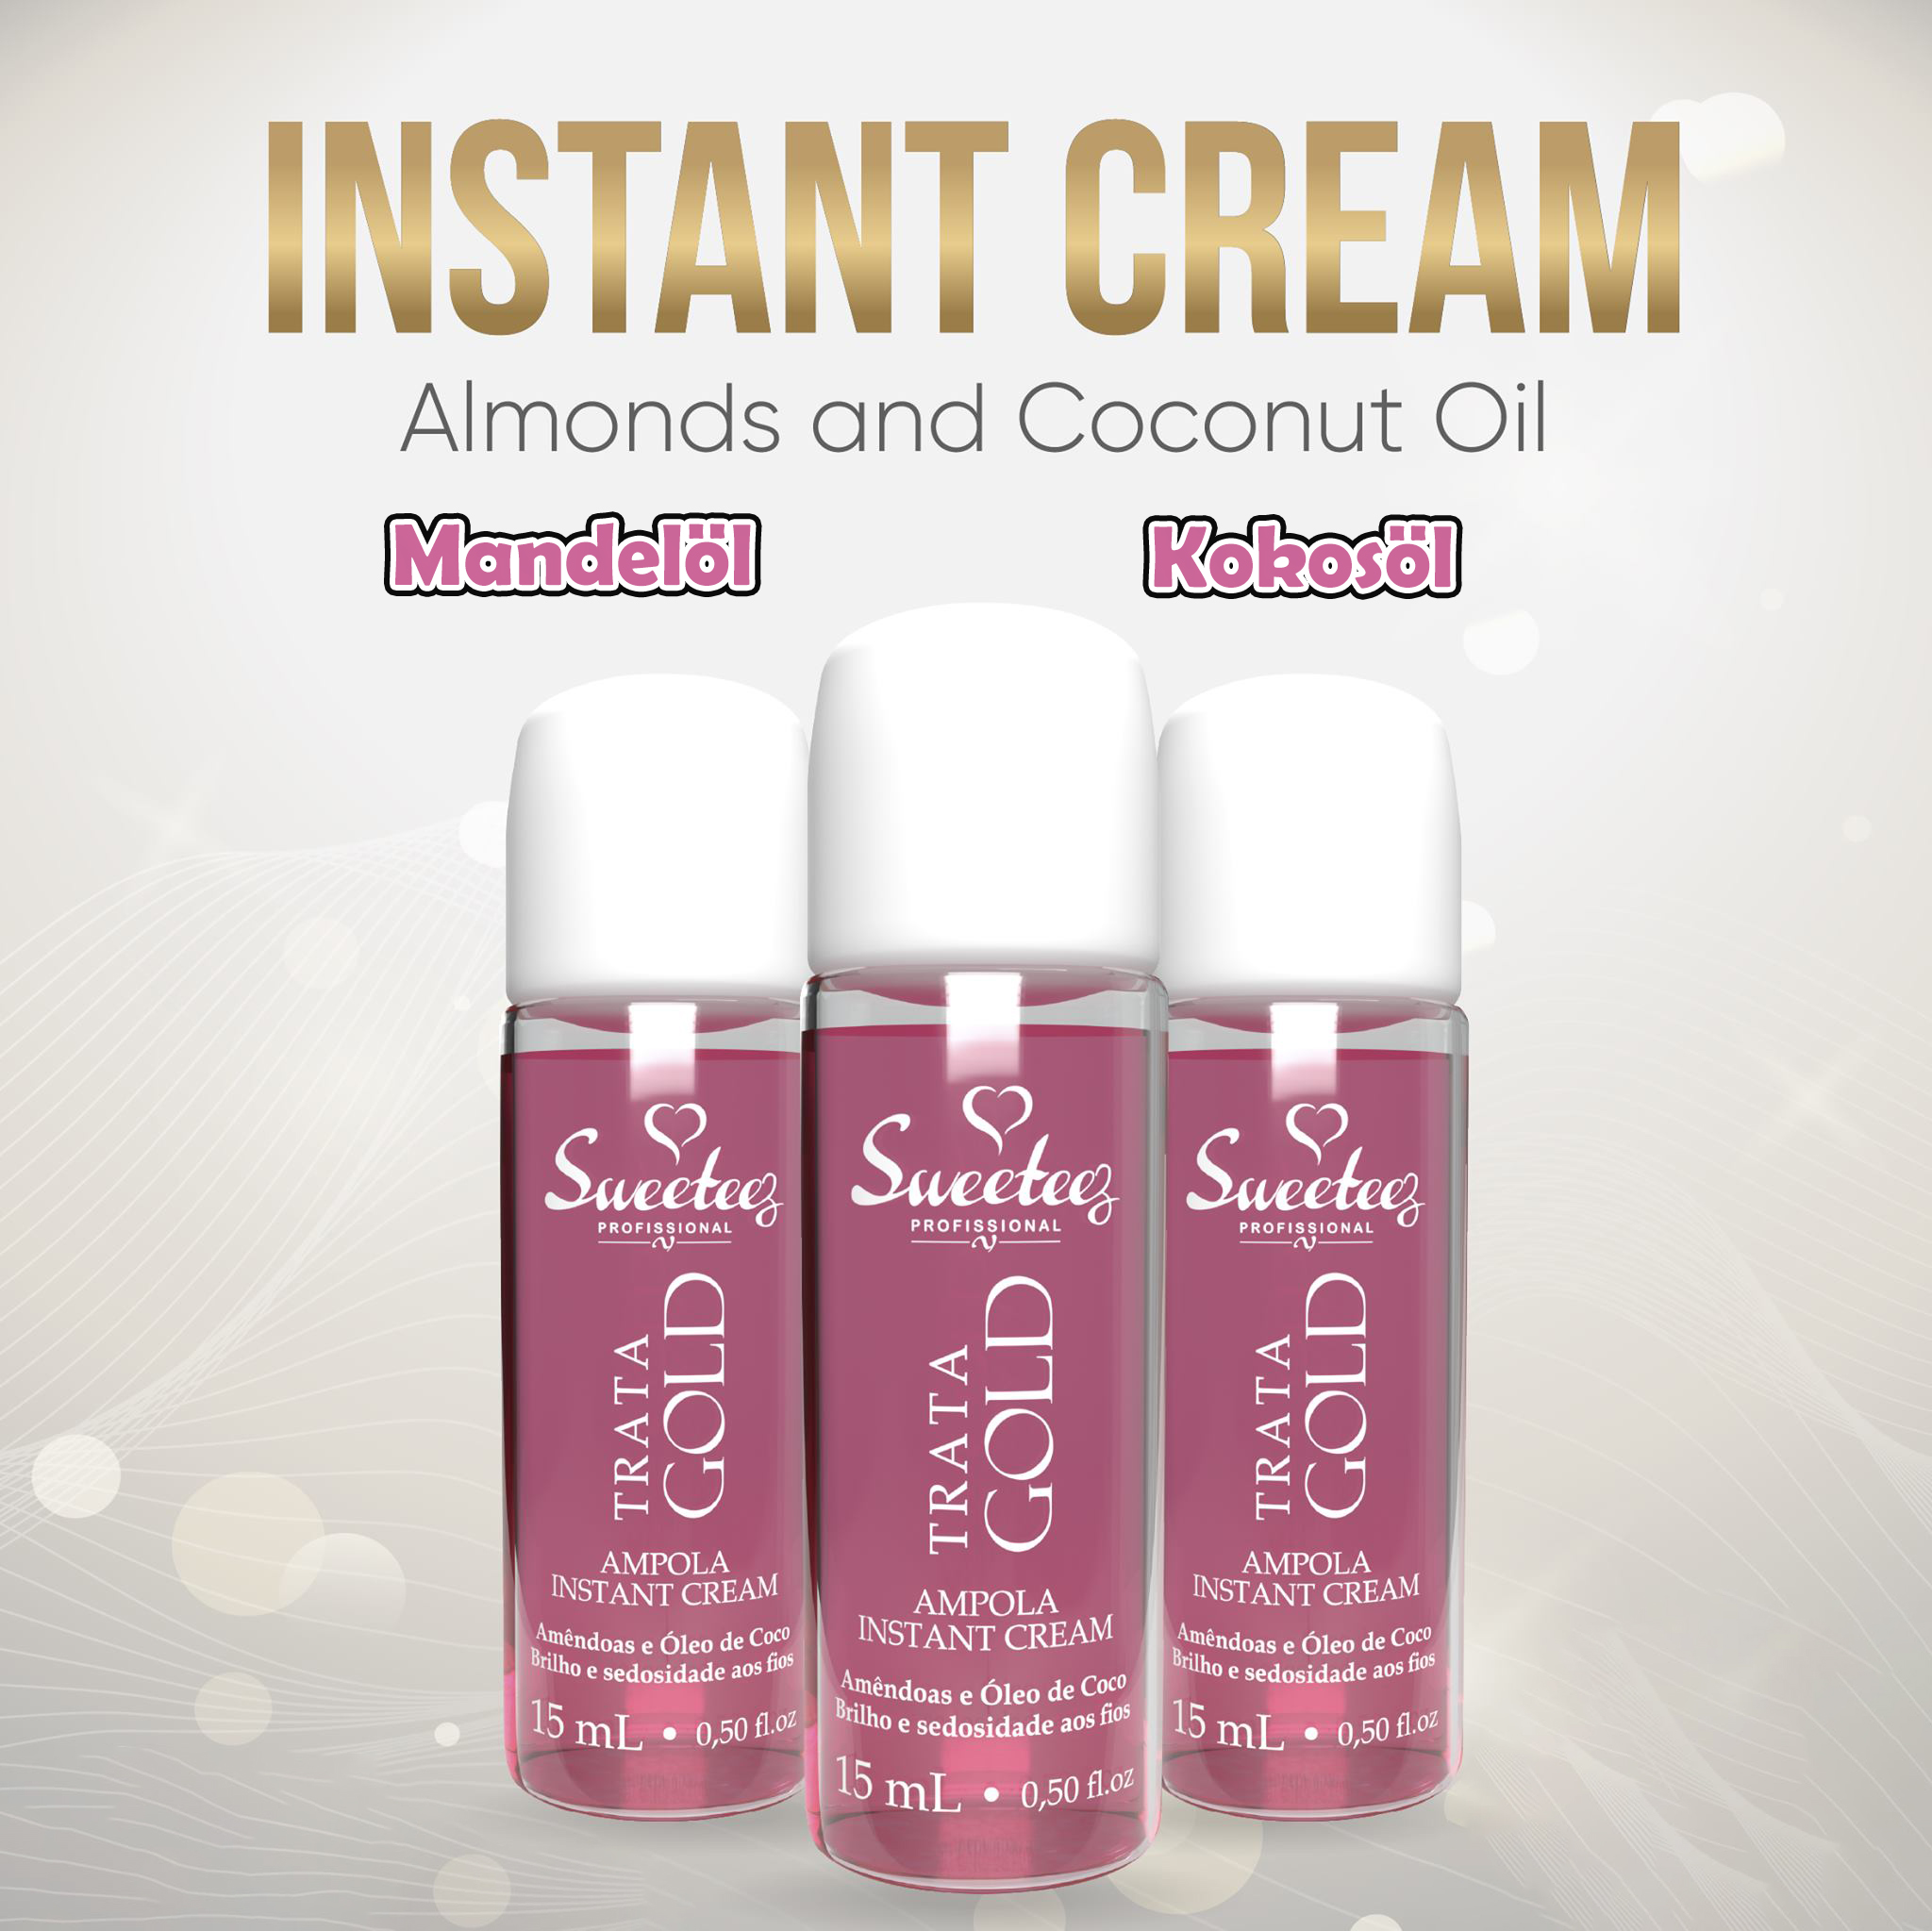 INSTANT CREAM
Almonds and Coconut Oil
Mandelöl
Kokosöl
Sweeteez
PROFISSIONAL
TRATA
GOLD
AMPOLA
INSTANT CREAM
Amêndoas e Óleo de Coco
Brilho e sedosidade aos fios
15 mL • 0,50 fl.oz
Sweeteez
PROFISSIONAL
TRATA
GOLD
AMPOLA
INSTANT CREAM
Amêndoas e Óleo de Coco
Brilho e sedosidade aos fios
15 mL • 0,50 fl.oz
Sweeteez
PROFISSIONAL
TRATA
GOLD
AMPOLA
INSTANT CREAM
Amêndoas e Óleo de Coco
Brilho e sedosidade aos fios
15 mL • 0,50 fl.oz